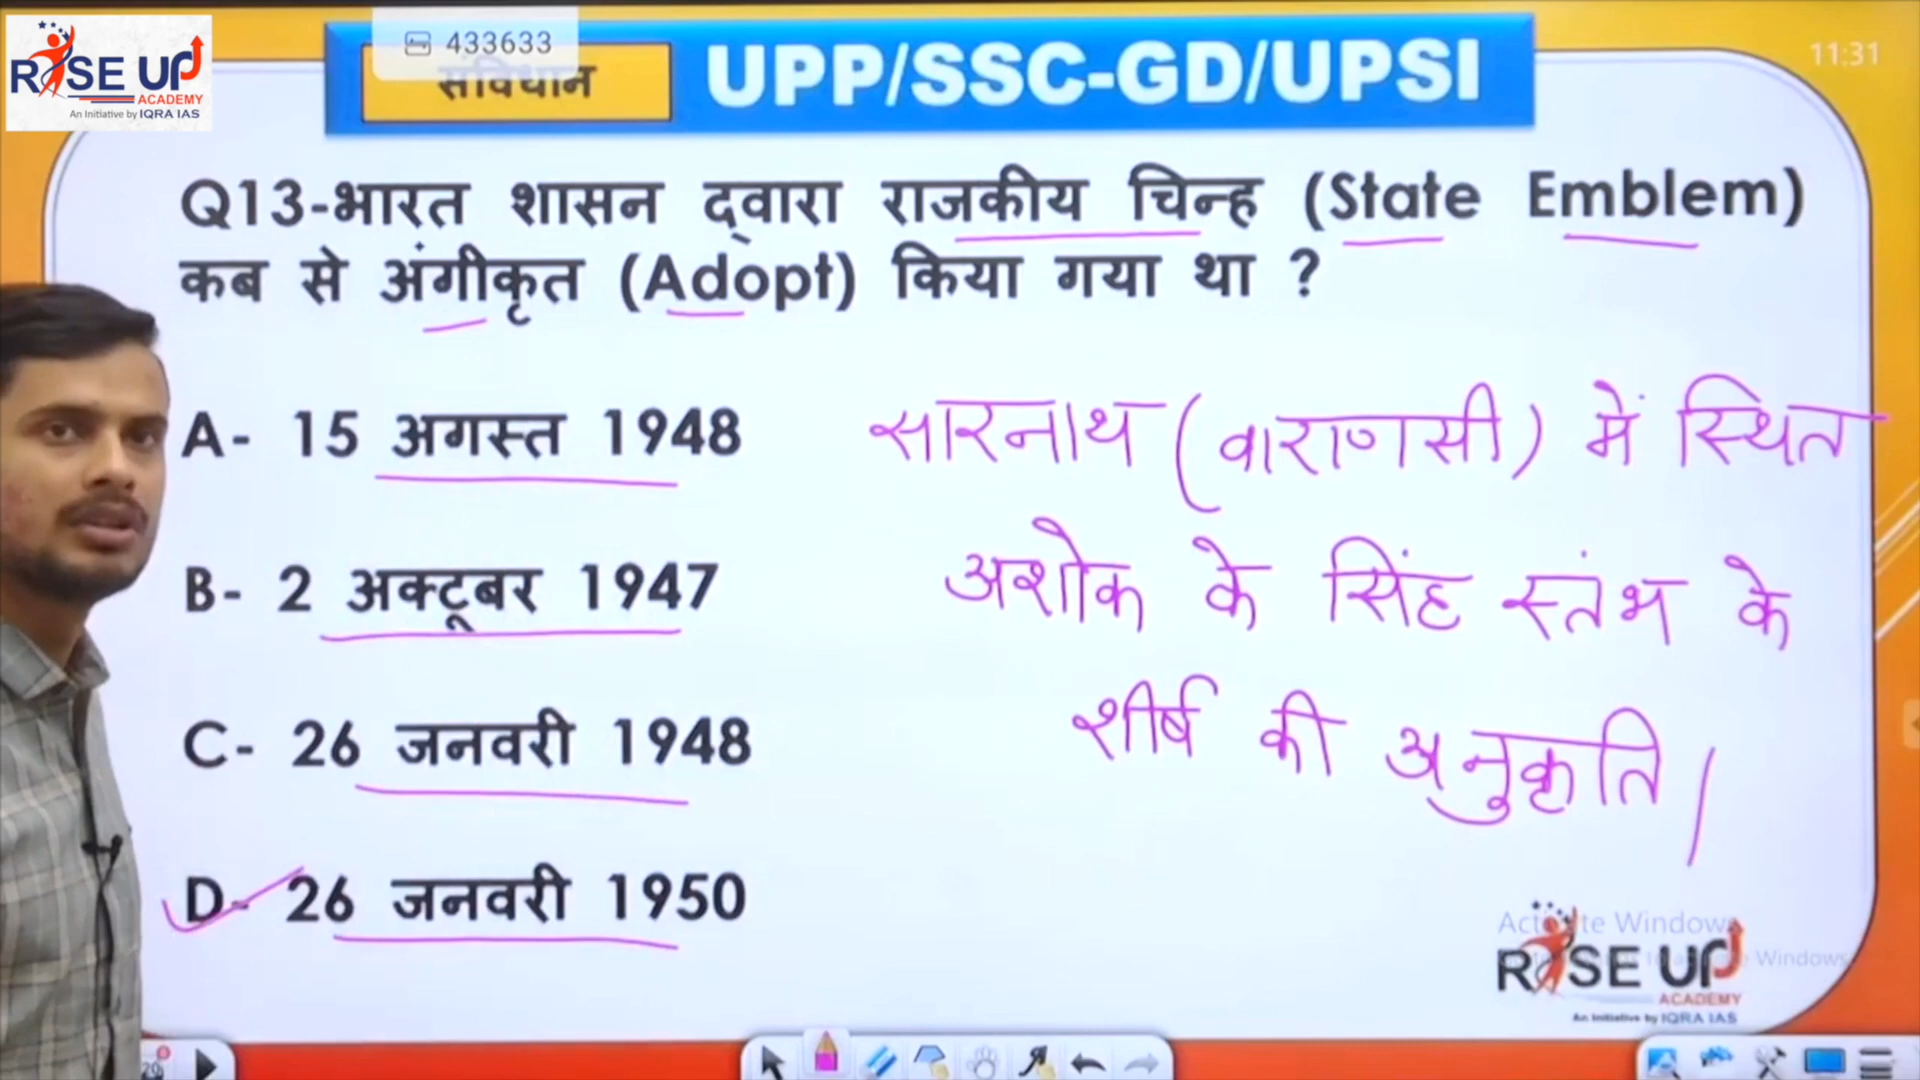 RISE UP
ACADEMY
An Initiative by IQRA IAS
433633
संविधान
UPP/SSC-GD/UPSI
11:31
Q13-भारत शासन द्वारा राजकीय चिन्ह (State Emblem)
कब से अंगीकृत (Adopt) किया गया था ?
A- 15 अगस्त 1948
B- 2 अक्टूबर 1947
C- 26 जनवरी 1948
D- 26 जनवरी 1950
सारनाथ (वाराणसी) में स्थित
अशोक के सिंह स्तंभ के
शीर्ष की अनुकृति।
Activate Windows
Windows
RISE UP
ACADEMY
An Initiative by IQRA IAS